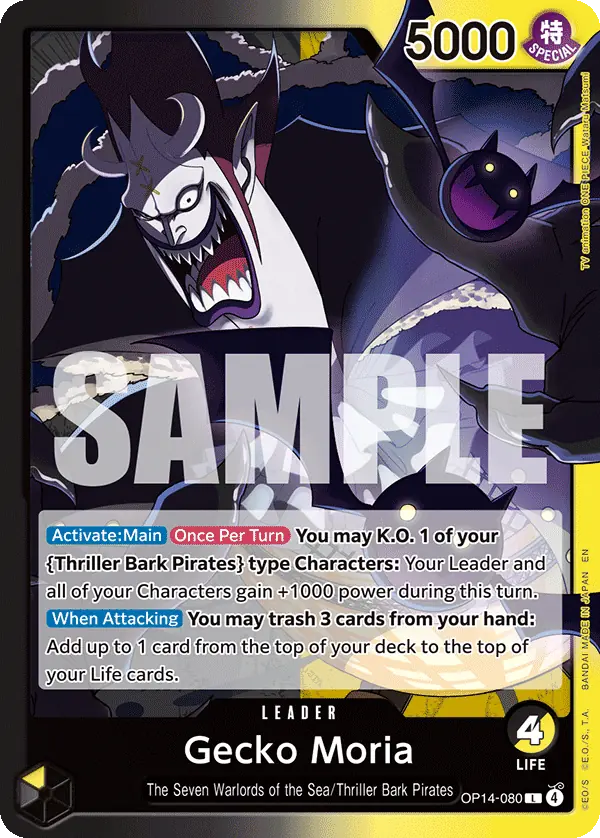 5000
特
SPECIAL
TV animation ONE PIECE Wataru Matsumi
SAMPLE
Activate:Main Once Per Turn You may K.O. 1 of your
{Thriller Bark Pirates} type Characters: Your Leader and
all of your Characters gain +1000 power during this turn.
When Attacking You may trash 3 cards from your hand:
Add up to 1 card from the top of your deck to the top of
your Life cards.
BANDAI MADE IN JAPAN EN
©E.O./S., T.A.
©EO/S
LEADER
Gecko Moria
4
LIFE
The Seven Warlords of the Sea/Thriller Bark Pirates
OP14-080 L 4